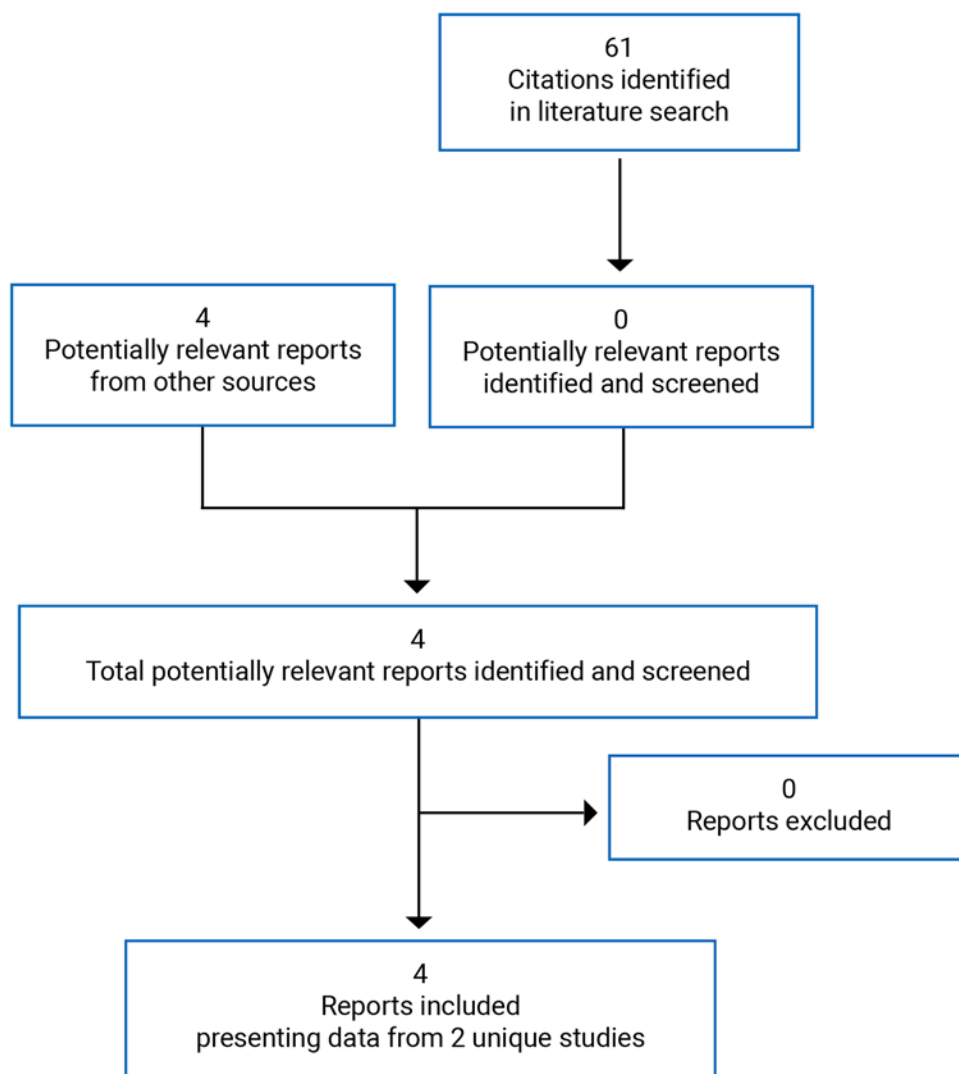 61
Citations identified
in literature search
4
Potentially relevant reports
from other sources
0
Potentially relevant reports
identified and screened
4
Total potentially relevant reports identified and screened
0
Reports excluded
4
Reports included
presenting data from 2 unique studies